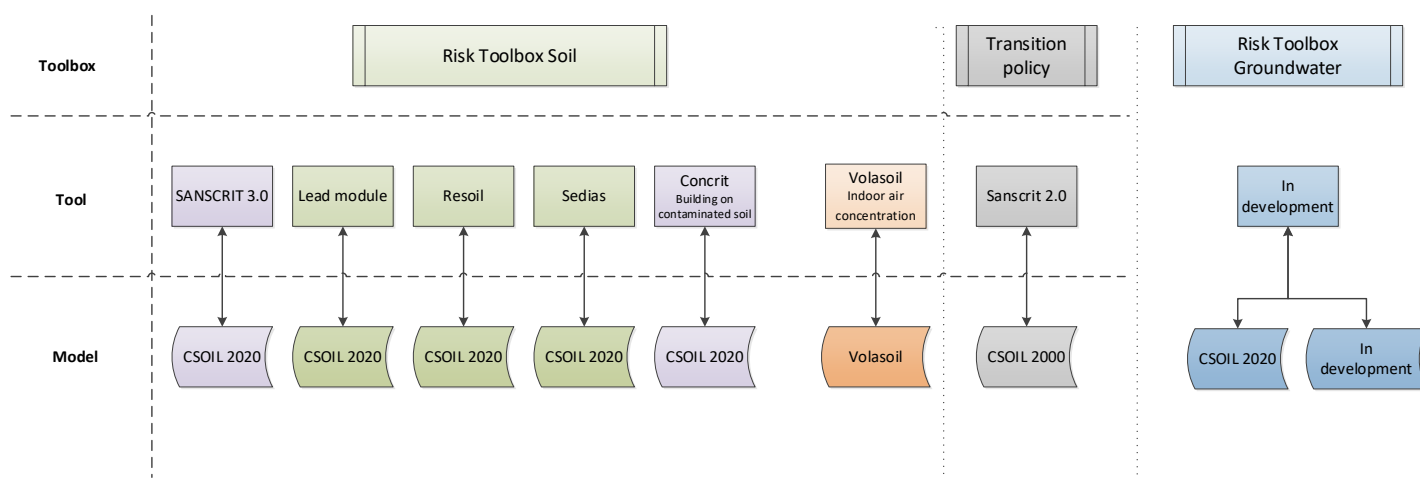 Toolbox
Risk Toolbox Soil
Transition
policy
Risk Toolbox
Groundwater
Tool
SANSCRIT 3.0
Lead module
Resoil
Sedias
Concrit
Building on
contaminated soil
Volasoil
Indoor air
concentration
Sanscrit 2.0
In
development
Model
CSOIL 2020
CSOIL 2020
CSOIL 2020
CSOIL 2020
CSOIL 2020
Volasoil
CSOIL 2000
CSOIL 2020
In
development